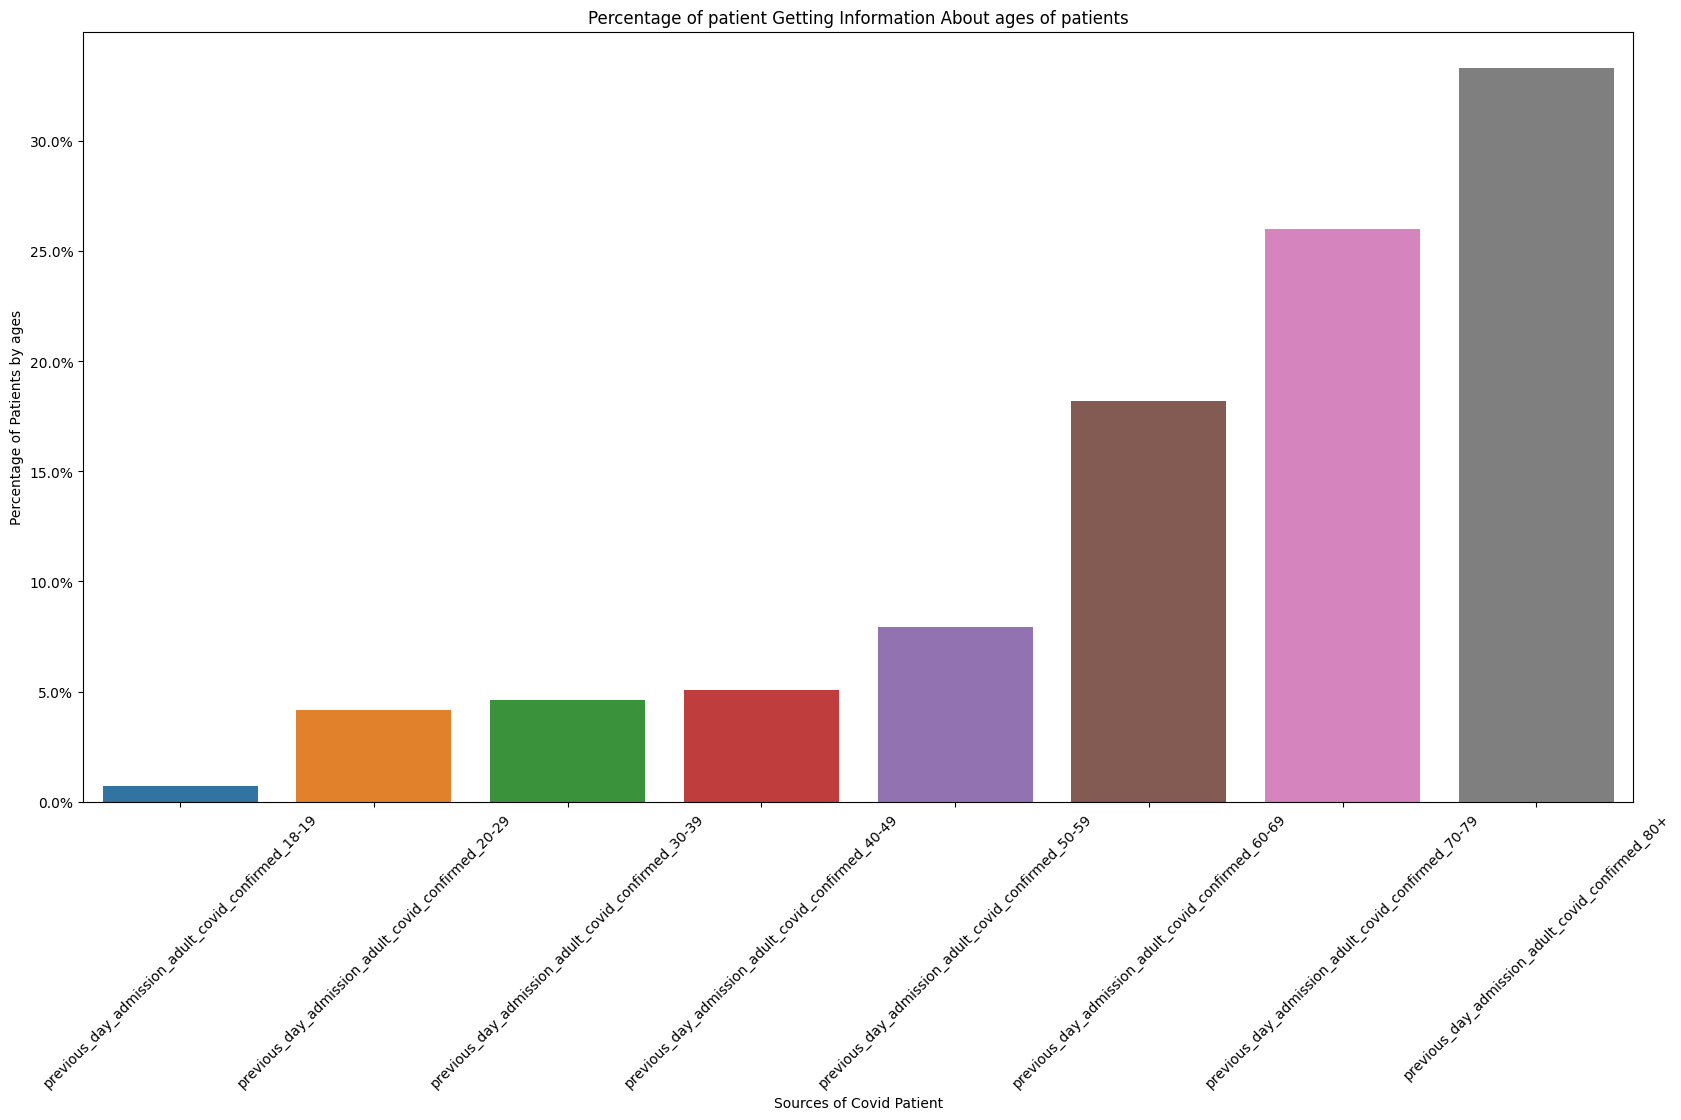 Percentage of patient Getting Information About ages of patients
Percentage of Patients by ages
30.0%
25.0%
20.0%
15.0%
10.0%
5.0%
0.0%
previous_day_admission_adult_covid_confirmed_18-19
previous_day_admission_adult_covid_confirmed_20-29
previous_day_admission_adult_covid_confirmed_30-39
previous_day_admission_adult_covid_confirmed_40-49
previous_day_admission_adult_covid_confirmed_50-59
previous_day_admission_adult_covid_confirmed_60-69
previous_day_admission_adult_covid_confirmed_70-79
previous_day_admission_adult_covid_confirmed_80+
Sources of Covid Patient